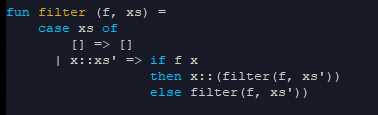 fun filter (f, xs) =
    case xs of
        [] => []
      | x::xs' => if f x
                  then x::(filter(f, xs'))
                  else filter(f, xs'))